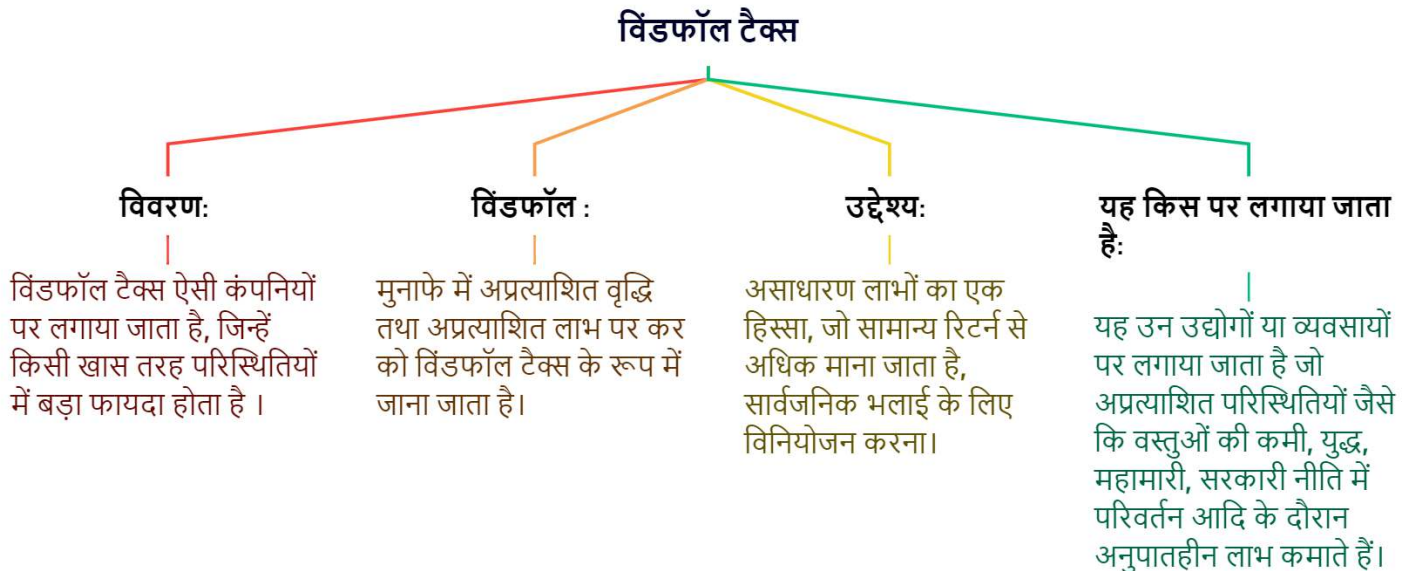 विंडफॉल टैक्स
विवरण:
विंडफॉल टैक्स ऐसी कंपनियों
पर लगाया जाता है, जिन्हें
किसी खास तरह परिस्थितियों
में बड़ा फायदा होता है ।
विंडफॉल :
मुनाफे में अप्रत्याशित वृद्धि
तथा अप्रत्याशित लाभ पर कर
को विंडफॉल टैक्स के रूप में
जाना जाता है।
उद्देश्य:
असाधारण लाभों का एक
हिस्सा, जो सामान्य रिटर्न से
अधिक माना जाता है,
सार्वजनिक भलाई के लिए
विनियोजन करना।
यह किस पर लगाया जाता
है:
यह उन उद्योगों या व्यवसायों
पर लगाया जाता है जो
अप्रत्याशित परिस्थितियों जैसे
कि वस्तुओं की कमी, युद्ध,
महामारी, सरकारी नीति में
परिवर्तन आदि के दौरान
अनुपातहीन लाभ कमाते हैं।